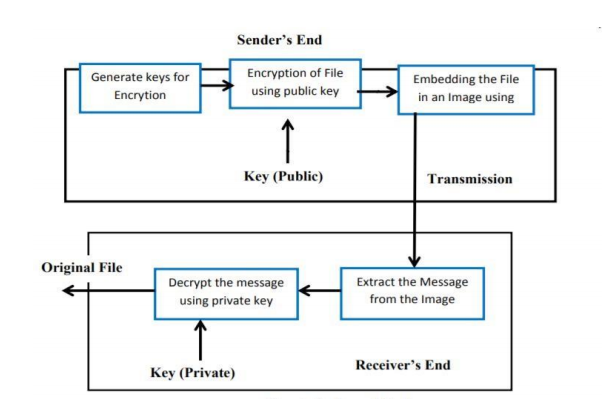 Sender's End
Generate keys for
Encrytion
Encryption of File
using public key
Embedding the File
in an Image using
Key (Public)
Transmission
Original File
Decrypt the message
using private key
Extract the Message
from the Image
Key (Private)
Receiver's End